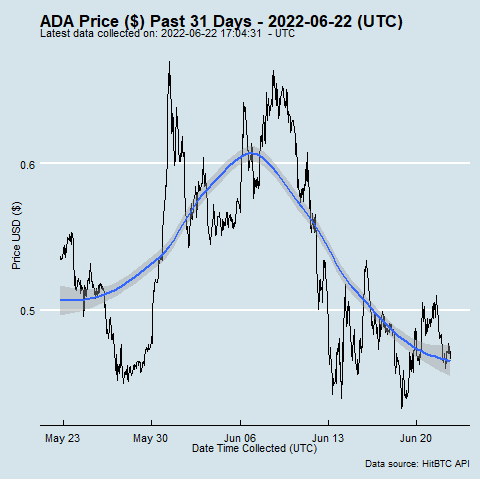 ADA Price ($) Past 31 Days - 2022-06-22 (UTC)
Latest data collected on: 2022-06-22 17:04:31 - UTC
Price USD ($)
0.6
0.5
May 23 May 30 Jun 06 Jun 13 Jun 20
Date Time Collected (UTC)
Data source: HitBTC API